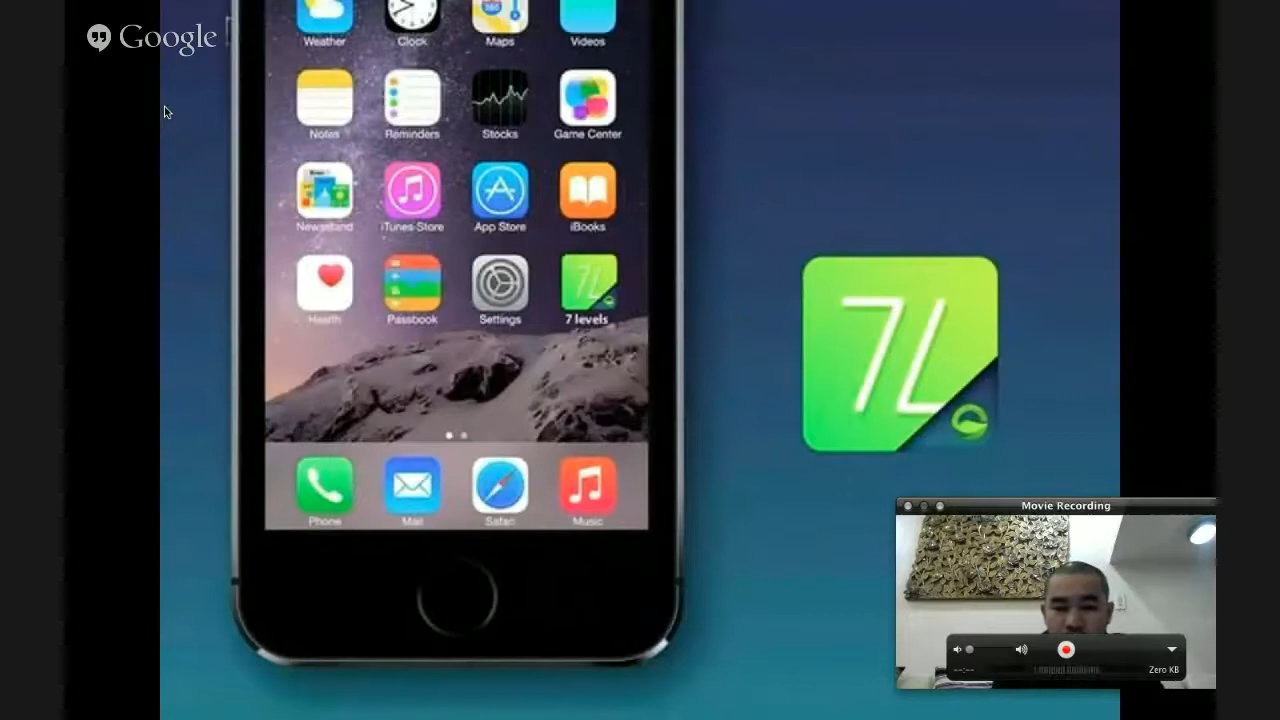 Google
Weather Clock Maps Videos
Notes Reminders Stocks Game Center
Newsstand iTunes Store App Store iBooks
Health Passbook Settings 7 levels
7L
Phone Mail Safari Music
Movie Recording
--:-- Zero KB